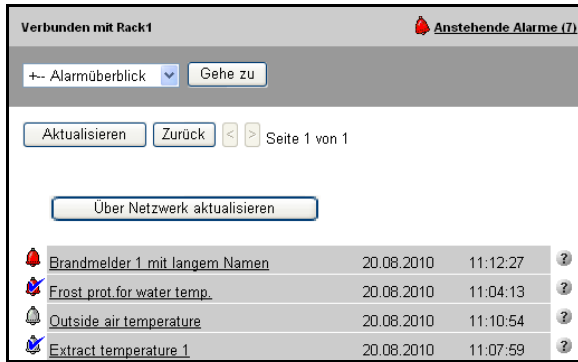 Verbunden mit Rack1 Anstehende Alarme (7)
+-- Alarmüberblick Gehe zu
Aktualisieren Zurück < > Seite 1 von 1
Über Netzwerk aktualisieren
Brandmelder 1 mit langem Namen 20.08.2010 11:12:27 ?
Frost prot.for water temp. 20.08.2010 11:04:13 ?
Outside air temperature 20.08.2010 11:10:54 ?
Extract temperature 1 20.08.2010 11:07:59 ?